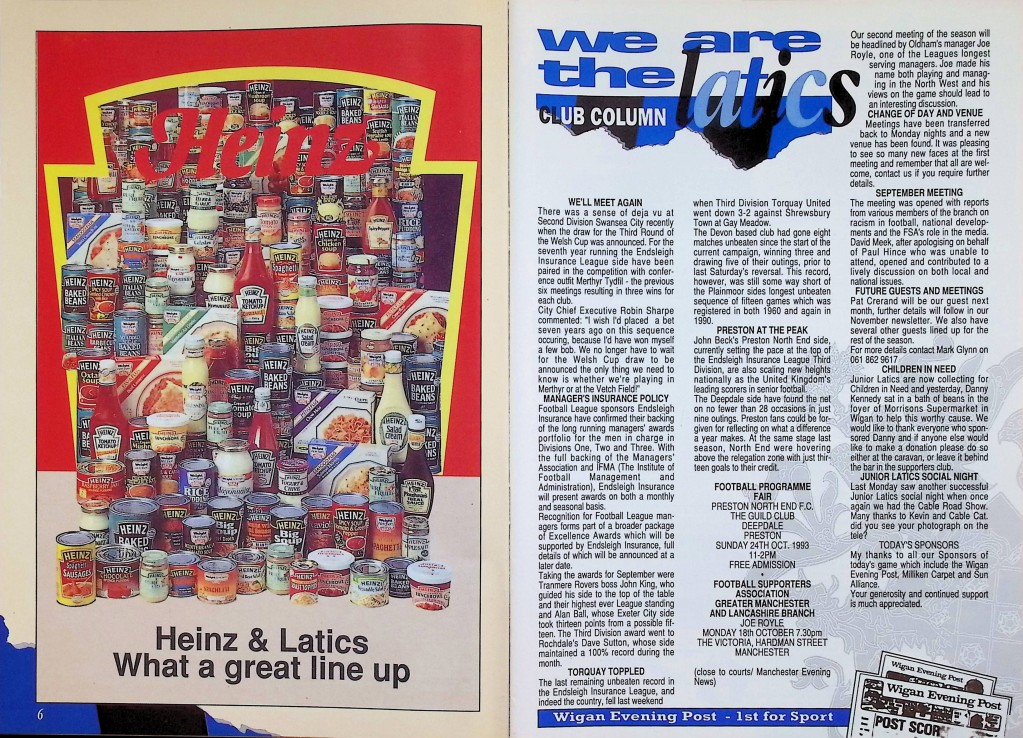 Heinz
Heinz & Latics
What a great line up
6
we are
the latics
CLUB COLUMN
WE'LL MEET AGAIN
There was a sense of deja vu at
Second Division Swansea City recently
when the draw for the Third Round of
the Welsh Cup was announced. For the
seventh year running the Endsleigh
Insurance League side have been
paired in the competition with confer-
ence outfit Merthyr Tydfil - the previous
six meetings resulting in three wins for
each club.
City Chief Executive Robin Sharpe
commented: "I wish I'd placed a bet
seven years ago on this sequence
occuring, because I'd have won myself
a few bob. We no longer have to wait
for the Welsh Cup draw to be
announced the only thing we need to
know is whether we're playing in
Merthyr or at the Vetch Field!"
MANAGER'S INSURANCE POLICY
Football League sponsors Endsleigh
Insurance have confirmed their backing
of the long running managers' awards
portfolio for the men in charge in
Divisions One, Two and Three. With
the full backing of the Managers'
Association and IFMA (The Institute of
Football Management and
Administration), Endsleigh Insurance
will present awards on both a monthly
and seasonal basis.
Recognition for Football League man-
agers forms part of a broader package
of Excellence Awards which will be
supported by Endsleigh Insurance, full
details of which will be announced at a
later date.
Taking the awards for September were
Tranmere Rovers boss John King, who
guided his side to the top of the table
and their highest ever League standing
and Alan Ball, whose Exeter City side
took thirteen points from a possible fif-
teen. The Third Division award went to
Rochdale's Dave Sutton, whose side
maintained a 100% record during the
month.
TORQUAY TOPPLED
The last remaining unbeaten record in
the Endsleigh Insurance League, and
indeed the country, fell last weekend
when Third Division Torquay United
went down 3-2 against Shrewsbury
Town at Gay Meadow.
The Devon based club had gone eight
matches unbeaten since the start of the
current campaign, winning three and
drawing five of their outings, prior to
last Saturday's reversal. This record,
however, was still some way short of
the Plainmoor sides longest unbeaten
sequence of fifteen games which was
registered in both 1960 and again in
1990.
PRESTON AT THE PEAK
John Beck's Preston North End side,
currently setting the pace at the top of
the Endsleigh Insurance League Third
Division, are also scaling new heights
nationally as the United Kingdom's
leading scorers in senior football.
The Deepdale side have found the net
on no fewer than 28 occasions in just
nine outings. Preston fans could be for-
given for reflecting on what a difference
a year makes. At the same stage last
season, North End were hovering
above the relegation zone with just thir-
teen goals to their credit.
FOOTBALL PROGRAMME
FAIR
PRESTON NORTH END F.C.
THE GUILD CLUB
DEEPDALE
PRESTON
SUNDAY 24TH OCT. 1993
11-2PM
FREE ADMISSION
*
FOOTBALL SUPPORTERS
ASSOCIATION
GREATER MANCHESTER
AND LANCASHIRE BRANCH
JOE ROYLE
MONDAY 18th OCTOBER 7.30pm
THE VICTORIA, HARDMAN STREET
MANCHESTER
(close to courts/ Manchester Evening
News)
Our second meeting of the season will
be headlined by Oldham's manager Joe
Royle, one of the Leagues longest
serving managers. Joe made his
name both playing and manag-
ing in the North West and his
views on the game should lead to
an interesting discussion.
CHANGE OF DAY AND VENUE
Meetings have been transferred
back to Monday nights and a new
venue has been found. It was pleasing
to see so many new faces at the first
meeting and remember that all are wel-
come, contact us if you require further
details.
SEPTEMBER MEETING
The meeting was opened with reports
from various members of the branch on
racism in football, national develop-
ments and the FSA's role in the media.
David Meek, after apologising on behalf
of Paul Hince who was unable to
attend, opened and contributed to a
lively discussion on both local and
national issues.
FUTURE GUESTS AND MEETINGS
Pat Crerand will be our guest next
month, further details will follow in our
November newsletter. We also have
several other guests lined up for the
rest of the season.
For more details contact Mark Glynn on
061 862 9617
CHILDREN IN NEED
Junior Latics are now collecting for
Children in Need and yesterday, Danny
Kennedy sat in a bath of beans in the
foyer of Morrisons Supermarket in
Wigan to help this worthy cause. We
would like to thank everyone who spon-
sored Danny and if anyone else would
like to make a donation please do so
either at the caravan, or leave it behind
the bar in the supporters club.
JUNIOR LATICS SOCIAL NIGHT
Last Monday saw another successful
Junior Latics social night when once
again we had the Cable Road Show.
Many thanks to Kevin and Cable Cat.
did you see your photograph on the
tele?
TODAY'S SPONSORS
My thanks to all our Sponsors of
today's game which include the Wigan
Evening Post, Milliken Carpet and Sun
Alliance.
Your generosity and continued support
is much appreciated.
Wigan Evening Post - 1st for Sport
Wigan Evening Post
Wigan Evening Post
POST SCOR